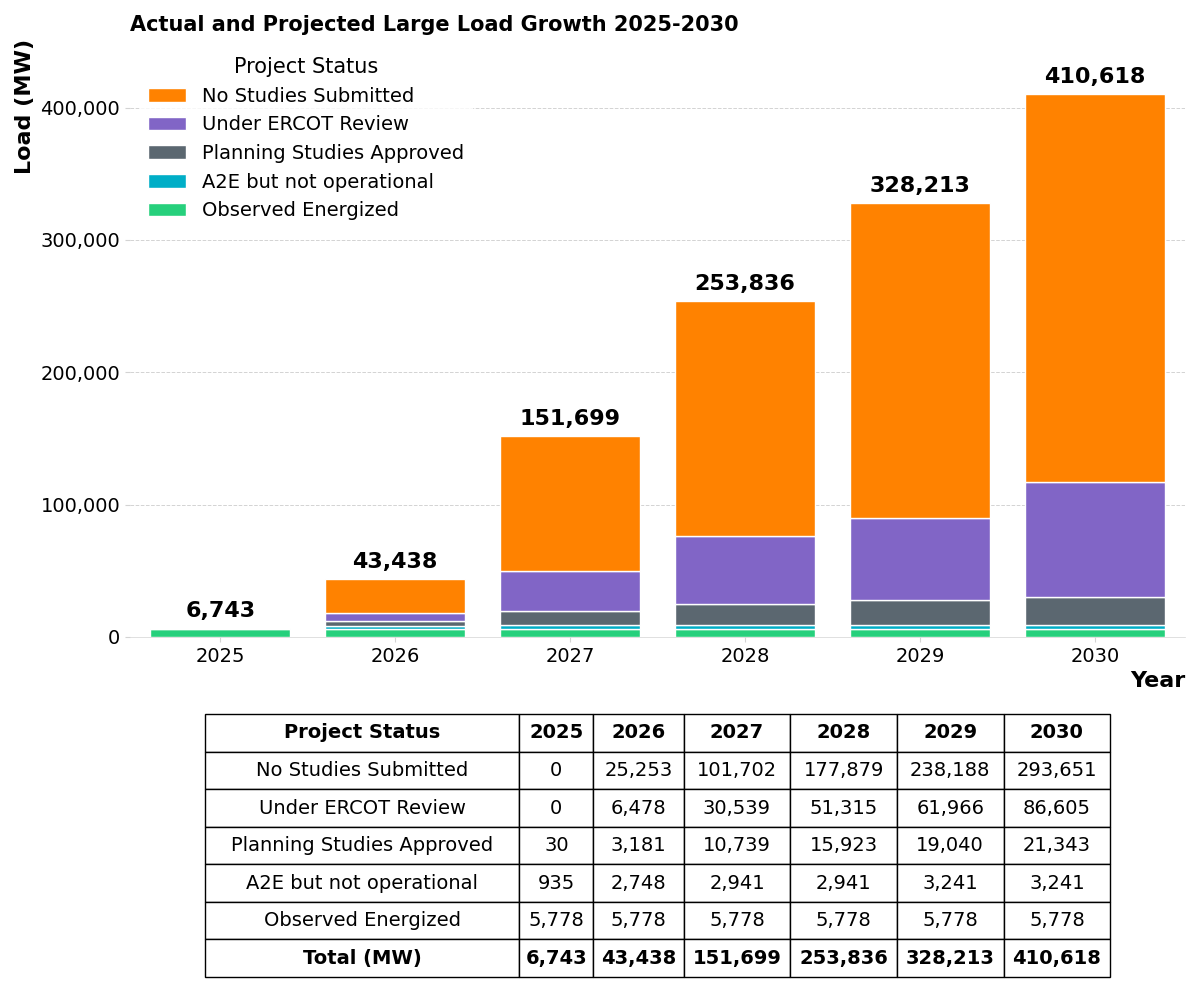 Actual and Projected Large Load Growth 2025-2030
Load (MW)
Project Status
No Studies Submitted
Under ERCOT Review
Planning Studies Approved
A2E but not operational
Observed Energized
400,000
300,000
200,000
100,000
0
6,743
43,438
151,699
253,836
328,213
410,618
2025 2026 2027 2028 2029 2030
Year
Project Status 2025 2026 2027 2028 2029 2030
No Studies Submitted 0 25,253 101,702 177,879 238,188 293,651
Under ERCOT Review 0 6,478 30,539 51,315 61,966 86,605
Planning Studies Approved 30 3,181 10,739 15,923 19,040 21,343
A2E but not operational 935 2,748 2,941 2,941 3,241 3,241
Observed Energized 5,778 5,778 5,778 5,778 5,778 5,778
Total (MW) 6,743 43,438 151,699 253,836 328,213 410,618